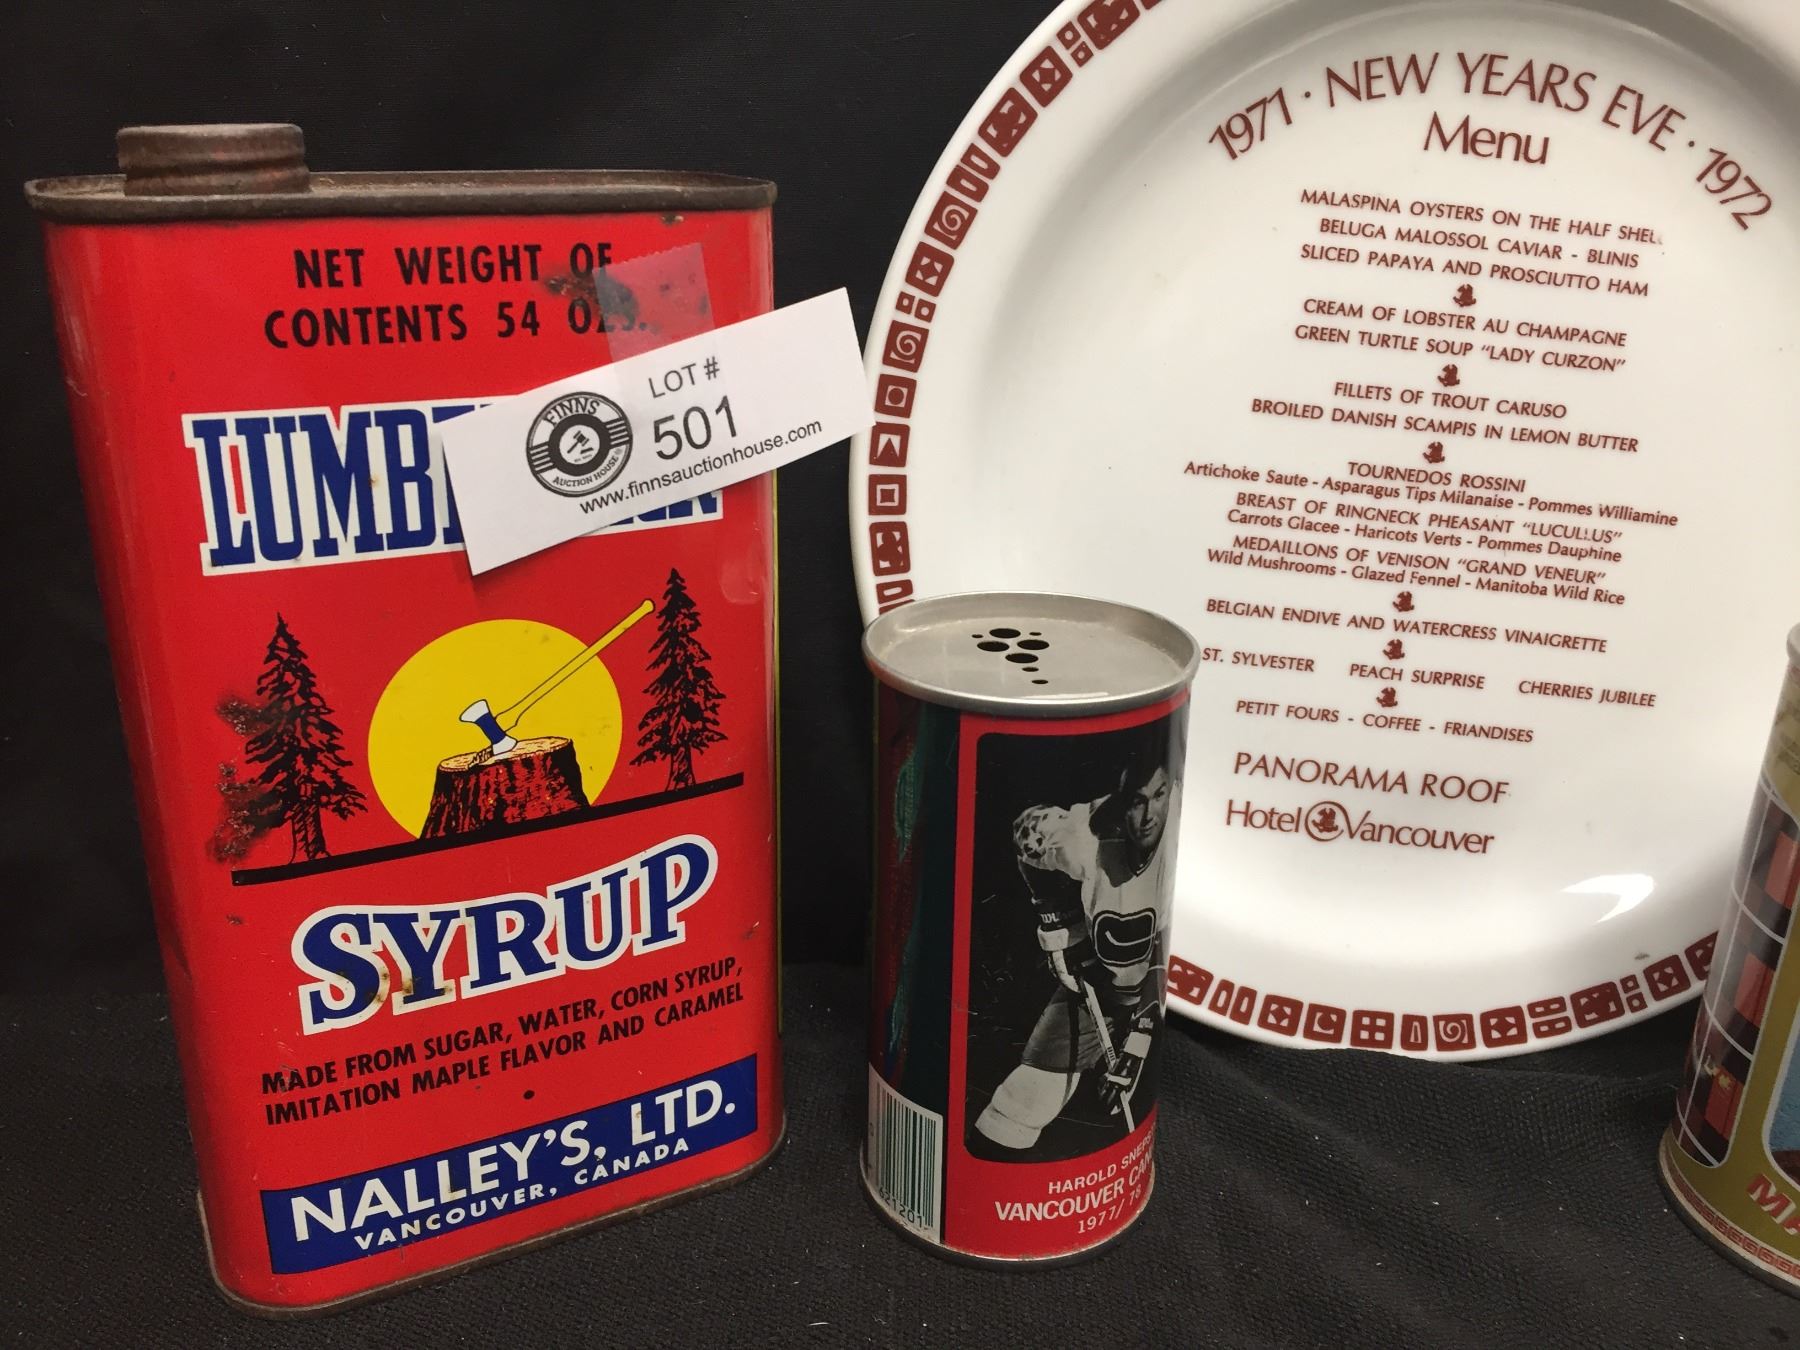 NET WEIGHT OF
CONTENTS 54 OZS.
SYRUP
MADE FROM SUGAR, WATER, CORN SYRUP,
IMITATION MAPLE FLAVOR AND CARAMEL
NALLEY'S, LTD.
VANCOUVER, CANADA
FINNS
AUCTION HOUSE
LOT #
501
www.finnsauctionhouse.com
HAROLD
VANCOUVER
1977/78
1971 · NEW YEARS EVE · 1972
Menu
MALASPINA OYSTERS ON THE HALF SHELL
BELUGA MALOSSOL CAVIAR - BLINIS
SLICED PAPAYA AND PROSCIUTTO HAM
CREAM OF LOBSTER AU CHAMPAGNE
GREEN TURTLE SOUP "LADY CURZON"
FILLETS OF TROUT CARUSO
BROILED DANISH SCAMPIS IN LEMON BUTTER
TOURNEDOS ROSSINI
Artichoke Saute - Asparagus Tips Milanaise - Pommes Williamine
BREAST OF RINGNECK PHEASANT "LUCULLUS"
Carrots Glacee - Haricots Verts - Pommes Dauphine
MEDAILLONS OF VENISON "GRAND VENEUR"
Wild Mushrooms - Glazed Fennel - Manitoba Wild Rice
BELGIAN ENDIVE AND WATERCRESS VINAIGRETTE
ST. SYLVESTER PEACH SURPRISE CHERRIES JUBILEE
PETIT FOURS - COFFEE - FRIANDISES
PANORAMA ROOF
Hotel Vancouver